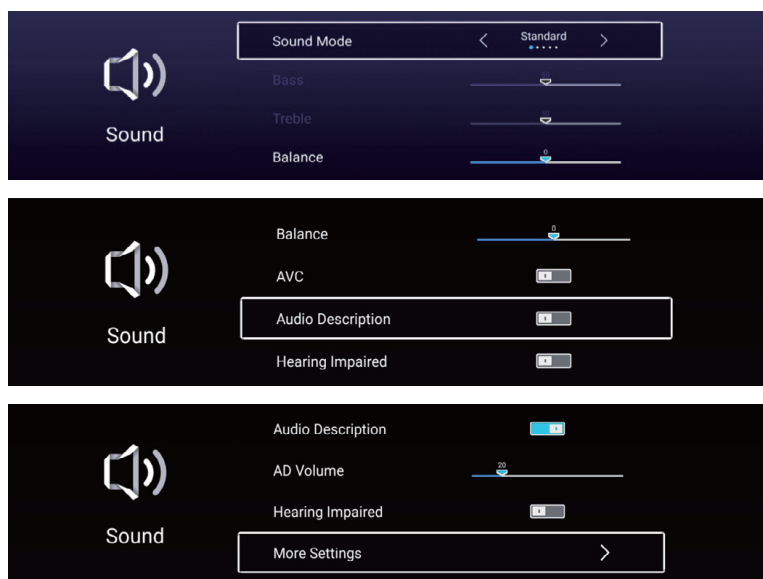 Sound Mode
Standard
Bass
Treble
Sound
Balance
0
Balance
0
AVC
Audio Description
Sound
Hearing Impaired
Audio Description
AD Volume
20
Hearing Impaired
Sound
More Settings